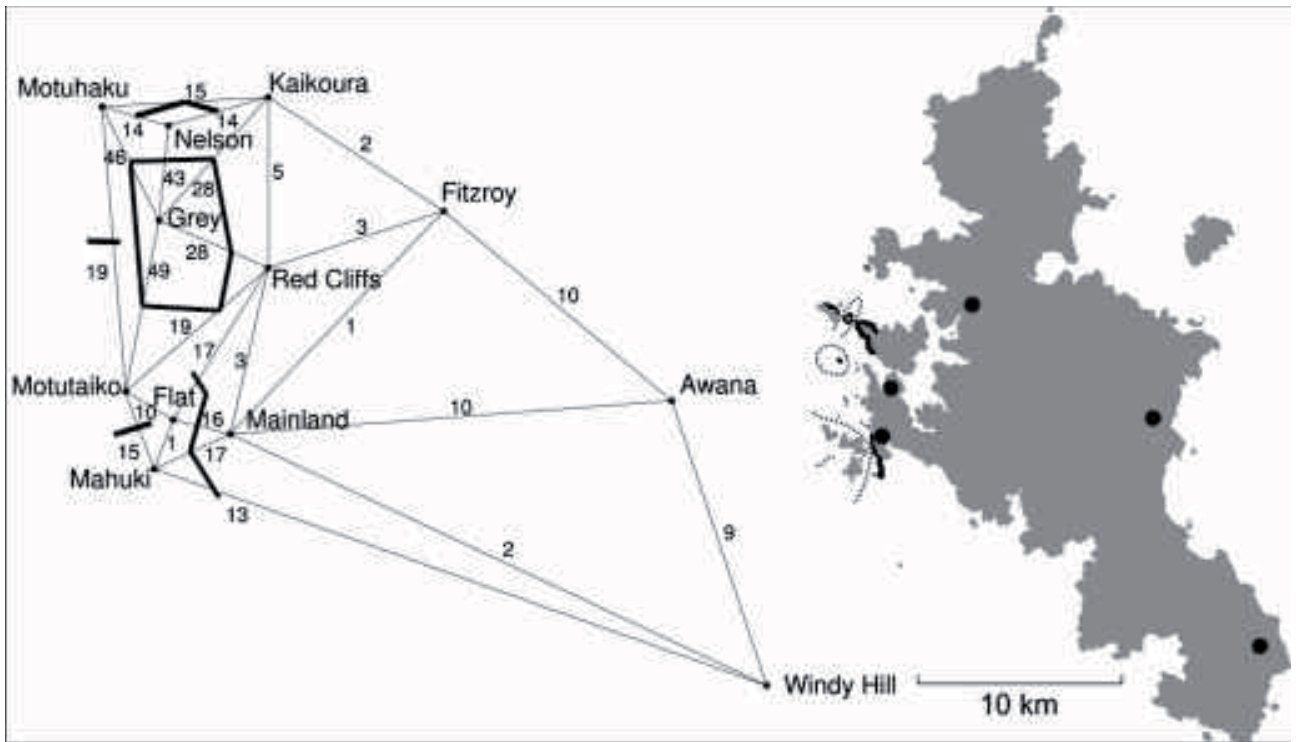 Motuhaku
15
Kaikoura
14
14
Nelson
46
43
28
2
5
Fitzroy
Grey
3
28
49
19
Red Cliffs
10
19
17
1
3
Motutaiko
Flat
Awana
10
16
Mainland
10
1
15
17
Mahuki
13
2
9
Windy Hill
10 km